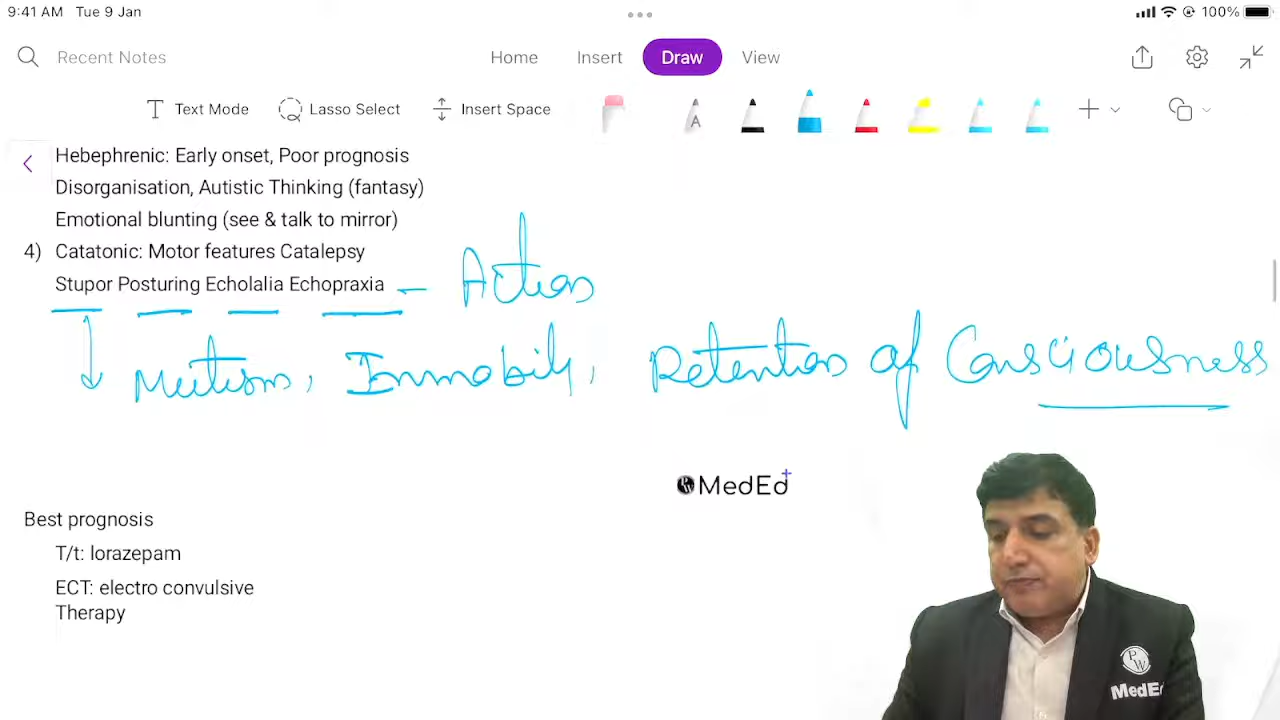 9:41 AM Tue 9 Jan
100%
Recent Notes
Home Insert Draw View
Text Mode Lasso Select Insert Space
A
Hebephrenic: Early onset, Poor prognosis
Disorganisation, Autistic Thinking (fantasy)
Emotional blunting (see & talk to mirror)
4) Catatonic: Motor features Catalepsy
Stupor Posturing Echolalia Echopraxia - Action
Mutism, Immobility, Retention of Consciousness
PW MedEd+
Best prognosis
T/t: lorazepam
ECT: electro convulsive
Therapy
PW
MedEd